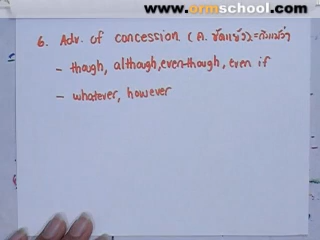 www.ormschool.com
6. Adv. of concession (ค. ขัดแย้ง)=ถึงแม้ว่า
- though, although, even-though, even if
- whatever, however